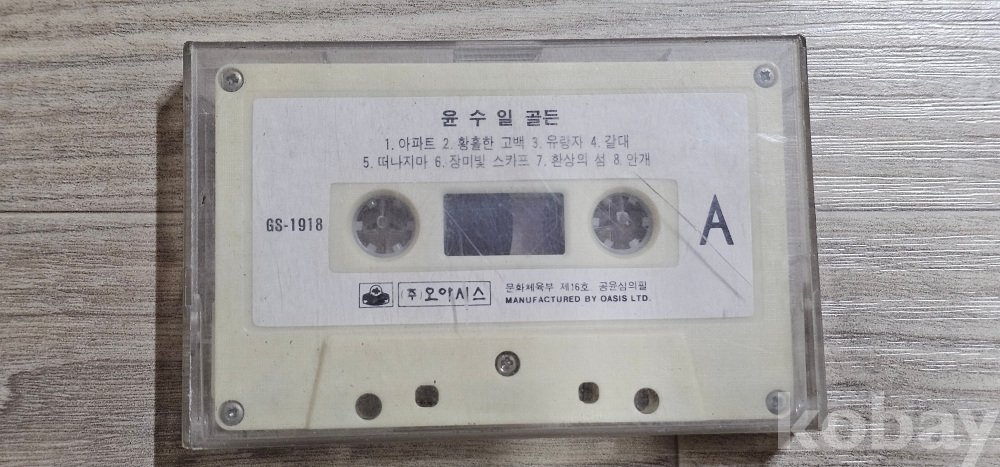 윤수일 골든
1. 아파트 2. 황홀한 고백 3. 유랑자 4. 갈대
5. 떠나지마 6. 장미빛 스카프 7. 환상의 섬 8. 안개
GS-1918
A
(주) 오아시스
문화체육부 제16호 공윤심의필
MANUFACTURED BY OASIS LTD.
kobay